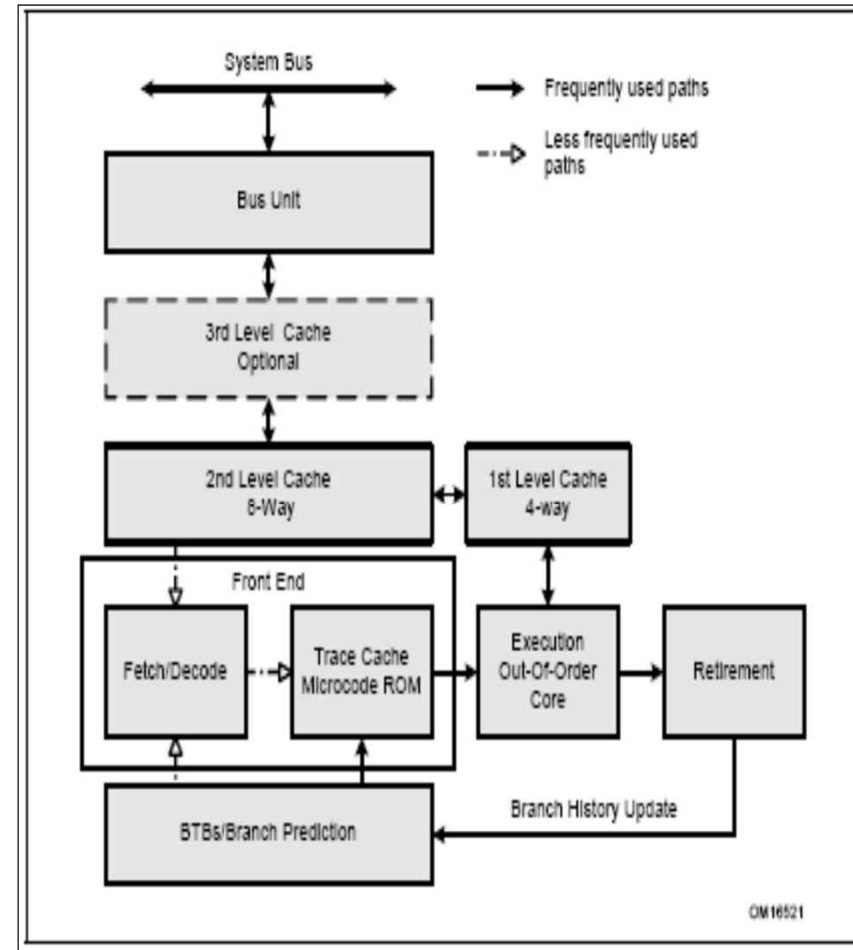 System Bus
Frequently used paths
Less frequently used
paths
Bus Unit
3rd Level Cache
Optional
2nd Level Cache
8-Way
1st Level Cache
4-way
Front End
Fetch/Decode
Trace Cache
Microcode ROM
Execution
Out-Of-Order
Core
Retirement
Branch History Update
BTBs/Branch Prediction
OM16521